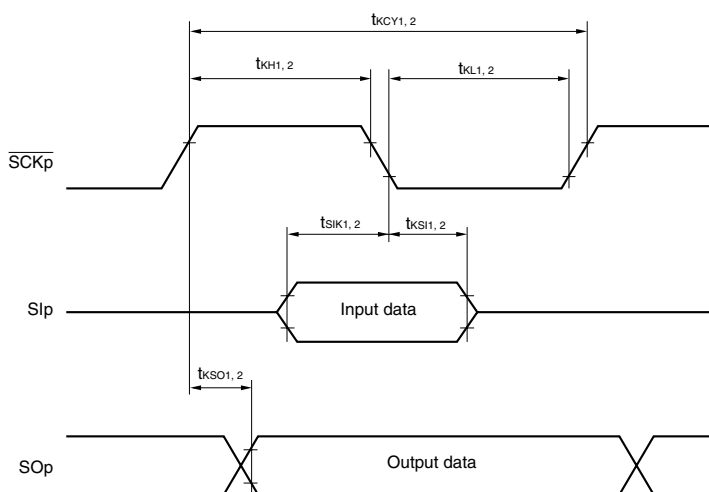 tKCY1, 2
tKH1, 2
tKL1, 2
SCKp
tSIK1, 2
tKSI1, 2
SIp
Input data
tKSO1, 2
SOp
Output data